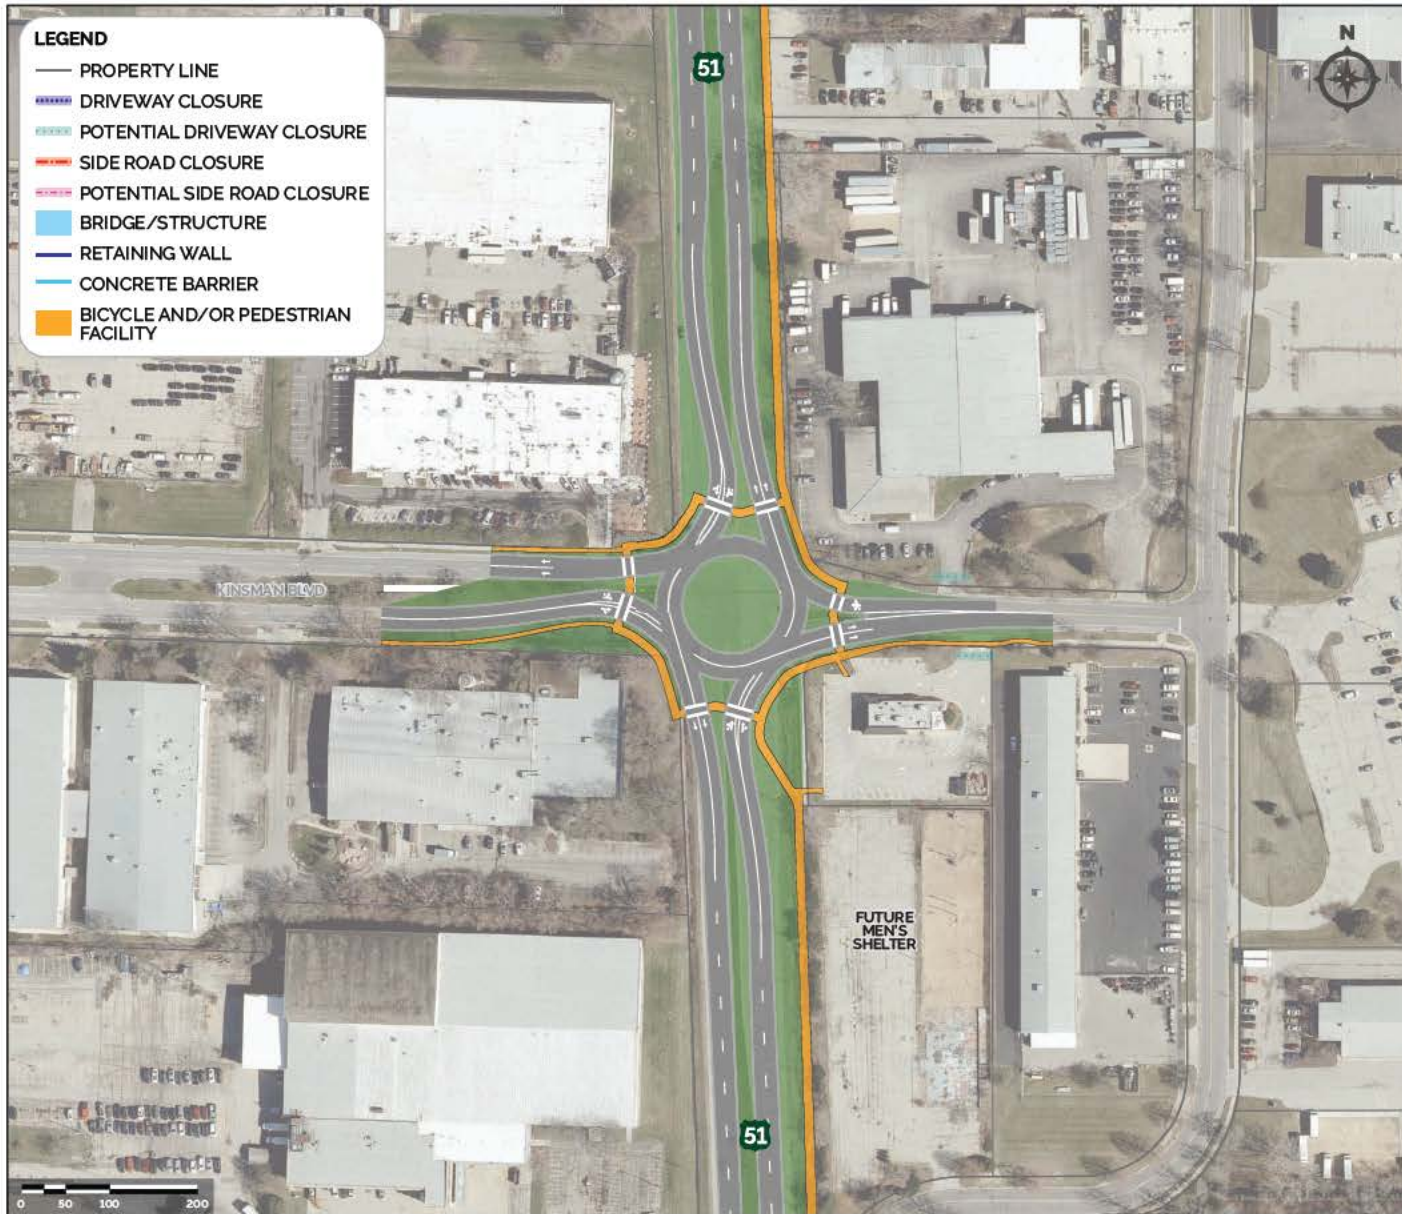 LEGEND
PROPERTY LINE
DRIVEWAY CLOSURE
POTENTIAL DRIVEWAY CLOSURE
SIDE ROAD CLOSURE
POTENTIAL SIDE ROAD CLOSURE
BRIDGE/STRUCTURE
RETAINING WALL
CONCRETE BARRIER
BICYCLE AND/OR PEDESTRIAN
FACILITY
51
N
KINSMAN BLVD
FUTURE
MEN'S
SHELTER
51
0 50 100 200